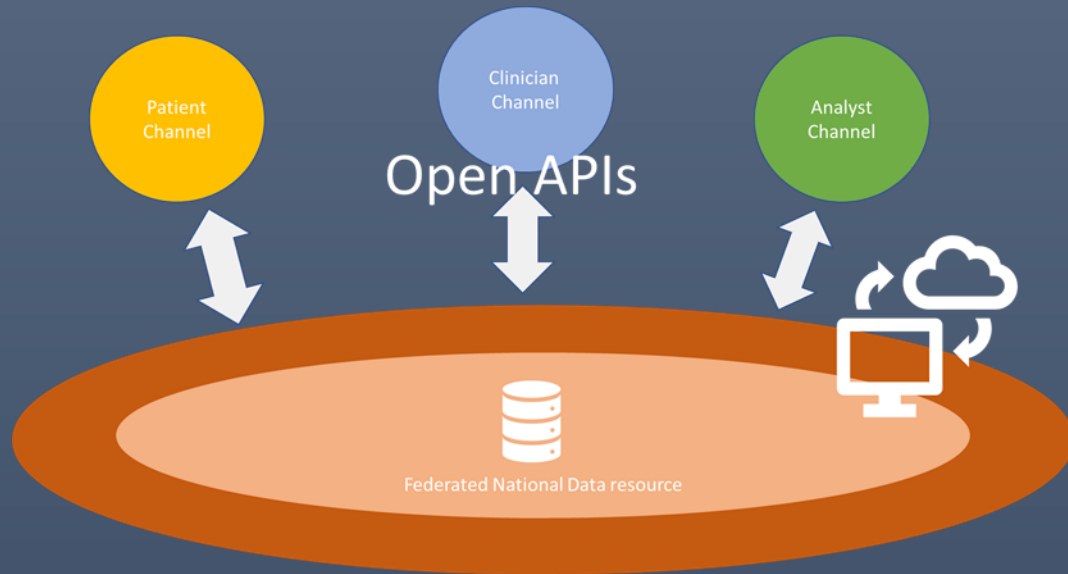 Patient
Channel
Clinician
Channel
Analyst
Channel
Open APIs
Federated National Data resource